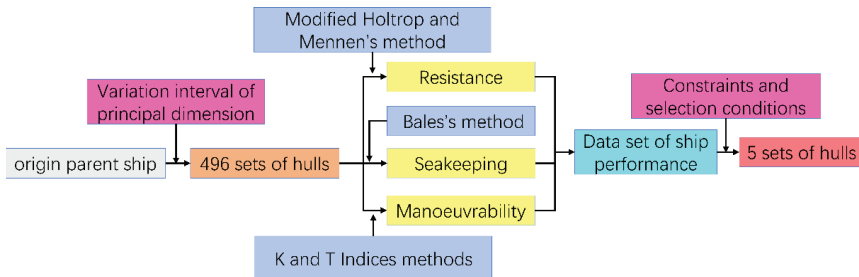 Modified Holtrop and
Mennen's method
Variation interval of
principal dimension
Resistance
Constraints and
selection conditions
Bales's method
origin parent ship
496 sets of hulls
Seakeeping
Data set of ship
performance
5 sets of hulls
Manoeuvrability
K and T Indices methods